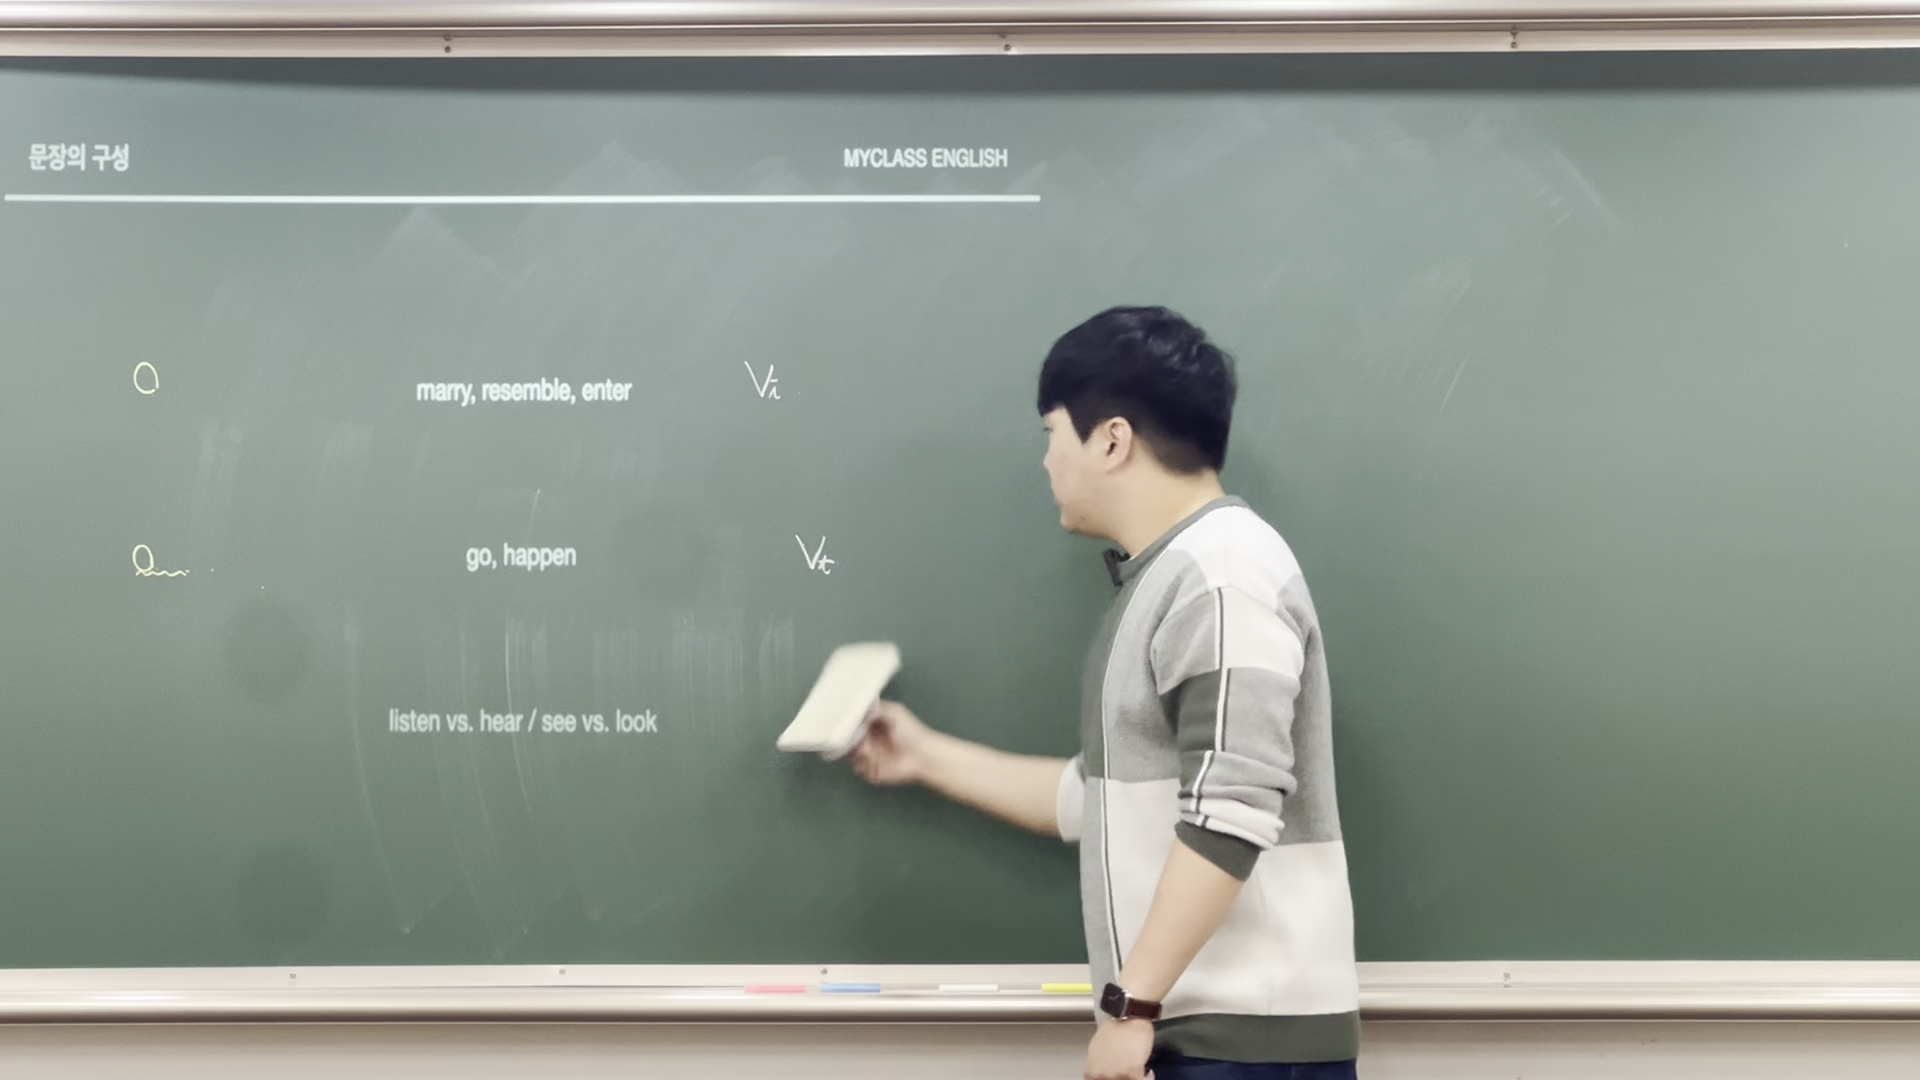 문장의 구성 MYCLASS ENGLISH
O marry, resemble, enter Vi
O go, happen Vt
listen vs. hear / see vs. look